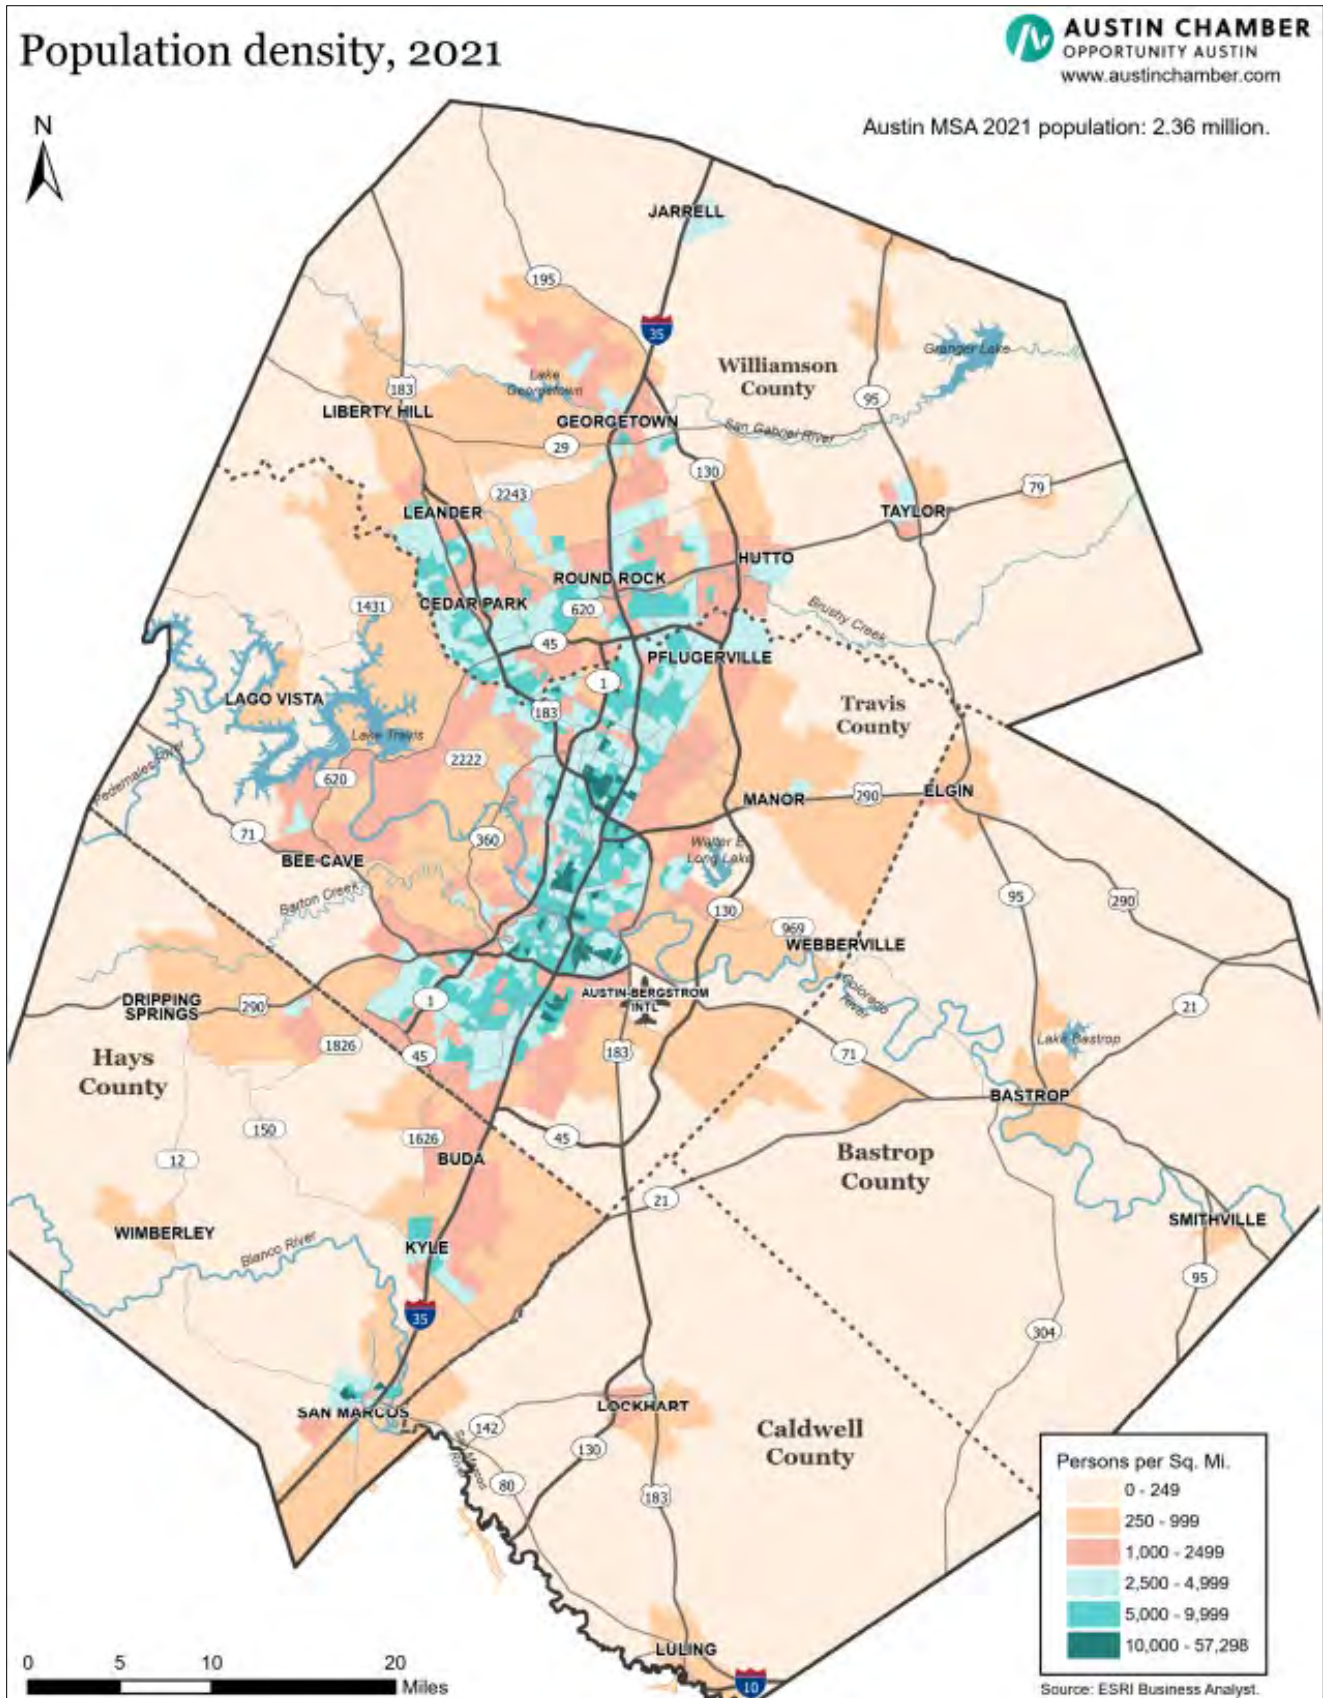 Population density, 2021
AUSTIN CHAMBER
OPPORTUNITY AUSTIN
www.austinchamber.com
Austin MSA 2021 population: 2.36 million.
N
JARRELL
195
35
Granger Lake
Williamson
County
Lake
Georgetown
183
95
LIBERTY HILL
GEORGETOWN
San Gabriel River
29
130
2243
79
LEANDER
TAYLOR
HUTTO
ROUND ROCK
CEDAR PARK
620
1431
Brushy Creek
45
PFLUGERVILLE
1
LAGO VISTA
Travis
County
183
Lake Travis
2222
Pedernales River
620
MANOR
290
ELGIN
71
360
Walter E
Long Lake
BEE CAVE
95
290
Barton Creek
130
969
WEBBERVILLE
DRIPPING
SPRINGS
290
1
AUSTIN-BERGSTROM
INTL
Colorado
River
21
Hays
County
1826
45
183
71
Lake Bastrop
BASTROP
150
1626
45
12
BUDA
Bastrop
County
21
WIMBERLEY
SMITHVILLE
Blanco River
KYLE
95
35
304
SAN MARCOS
LOCKHART
142
Caldwell
County
San Marcos
River
130
80
183
LULING
10
Persons per Sq. Mi.
0 - 249
250 - 999
1,000 - 2499
2,500 - 4,999
5,000 - 9,999
10,000 - 57,298
0 5 10 20
Miles
Source: ESRI Business Analyst.